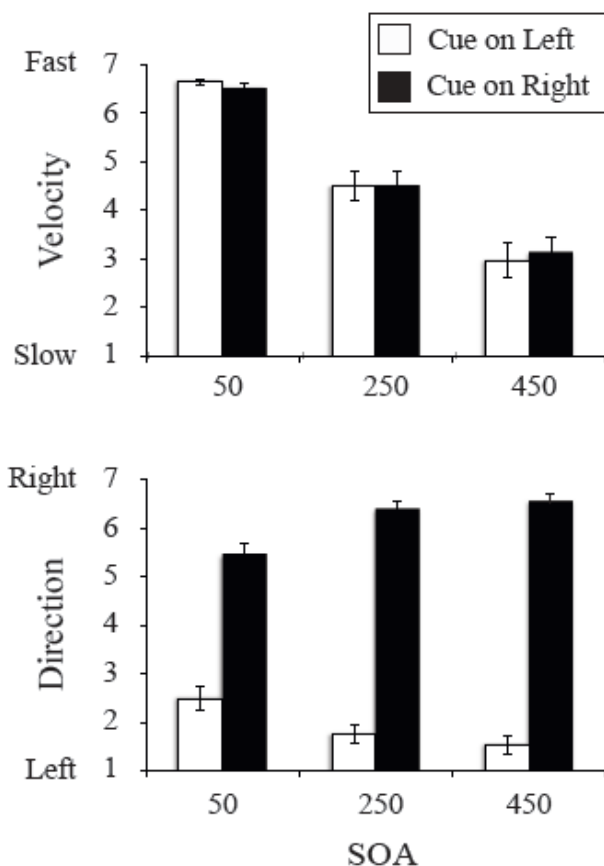 Cue on Left
Cue on Right
Fast 7
6
5
4
3
2
Slow 1
Velocity
50 250 450
Right 7
6
5
4
3
2
Left 1
Direction
50 250 450
SOA